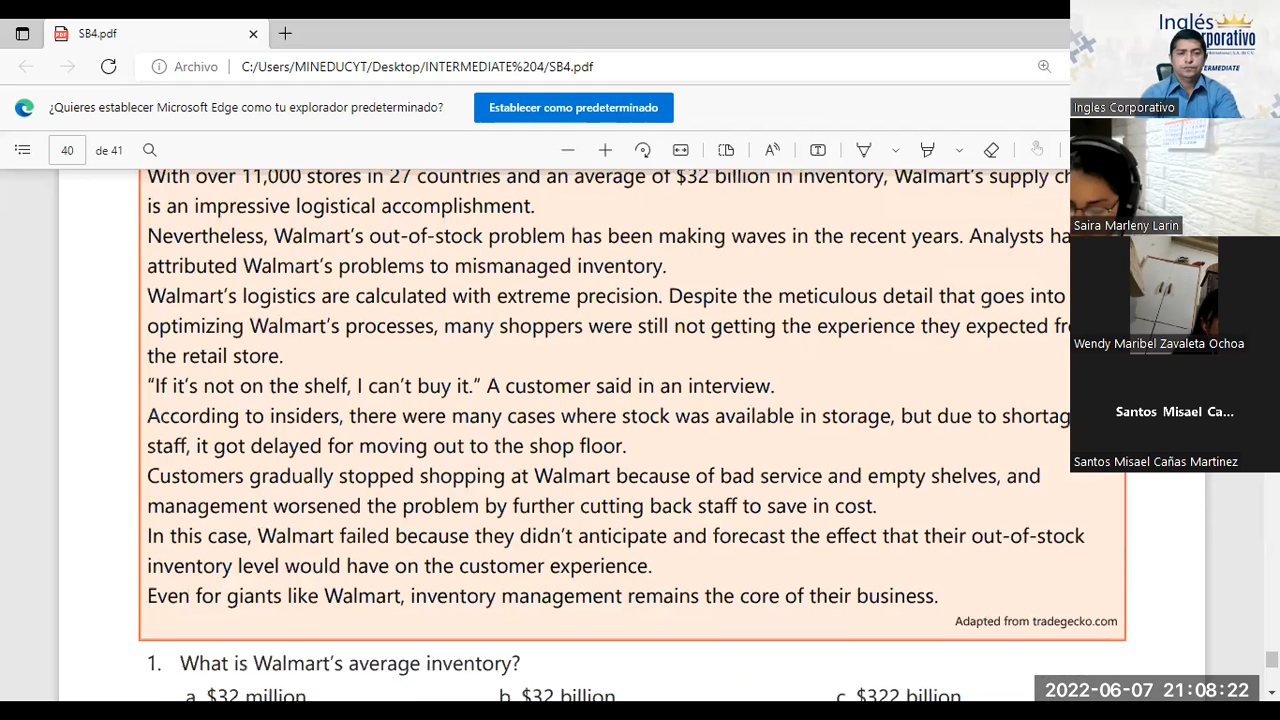 SB4.pdf
Archivo
C:/Users/MINEDUCYT/Desktop/INTERMEDIATE%204/SB4.pdf
¿Quieres establecer Microsoft Edge como tu explorador predeterminado?
Establecer como predeterminado
40 de 41
With over 11,000 stores in 27 countries and an average of $32 billion in inventory, Walmart's supply
is an impressive logistical accomplishment.
Nevertheless, Walmart's out-of-stock problem has been making waves in the recent years. Analysts
attributed Walmart's problems to mismanaged inventory.
Walmart's logistics are calculated with extreme precision. Despite the meticulous detail that goes into
optimizing Walmart's processes, many shoppers were still not getting the experience they expected
the retail store.
“If it's not on the shelf, I can't buy it.” A customer said in an interview.
According to insiders, there were many cases where stock was available in storage, but due to
staff, it got delayed for moving out to the shop floor.
Customers gradually stopped shopping at Walmart because of bad service and empty shelves, and
management worsened the problem by further cutting back staff to save in cost.
In this case, Walmart failed because they didn't anticipate and forecast the effect that their out-of-stock
inventory level would have on the customer experience.
Even for giants like Walmart, inventory management remains the core of their business.
Adapted from tradegecko.com
1. What is Walmart's average inventory?
a. $32 million b. $32 billion c. $322 billion
Inglés
Ingles Corporativo
Saira Marleny Larin
Wendy Maribel Zavaleta Ochoa
Santos Misael Ca...
Santos Misael Cañas Martinez
2022-06-07 21:08:22